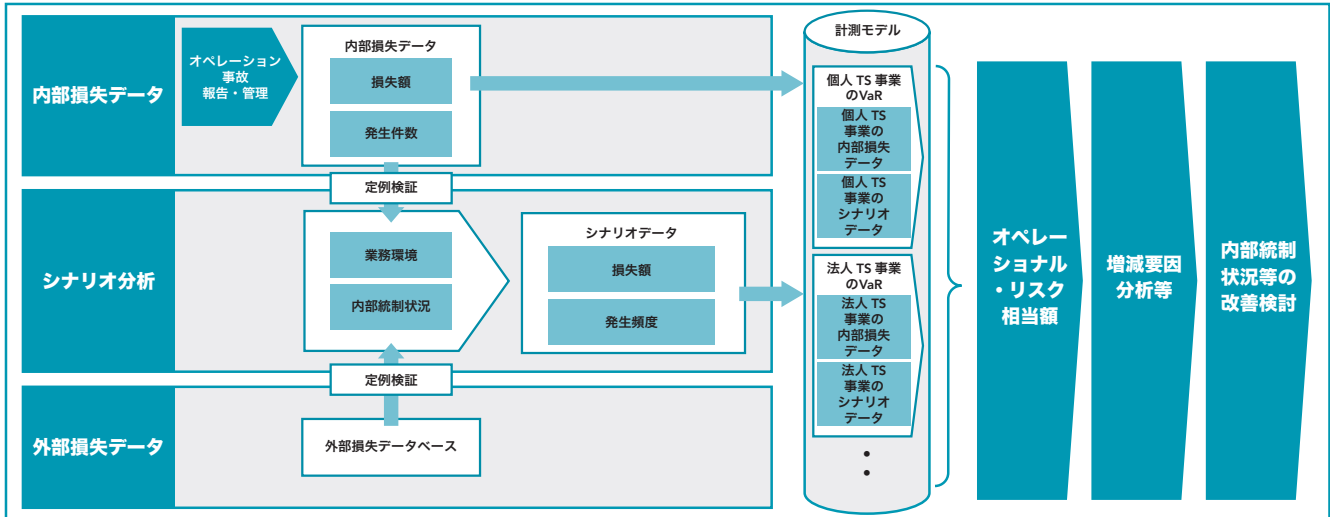 内部損失データ
オペレーション
事故
報告・管理
内部損失データ
損失額
発生件数
定例検証
シナリオ分析
業務環境
内部統制状況
シナリオデータ
損失額
発生頻度
定例検証
外部損失データ
外部損失データベース
計測モデル
個人 TS 事業
のVaR
個人 TS
事業の
内部損失
データ
個人 TS
事業の
シナリオ
データ
法人 TS 事業
のVaR
法人 TS
事業の
内部損失
データ
法人 TS
事業の
シナリオ
データ
・
・
オペレー
ショナル
・リスク
相当額
増減要因
分析等
内部統制
状況等の
改善検討